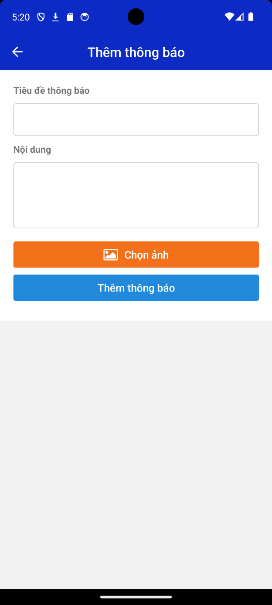 5:20
Thêm thông báo
Tiêu đề thông báo
Nội dung
Chọn ảnh
Thêm thông báo